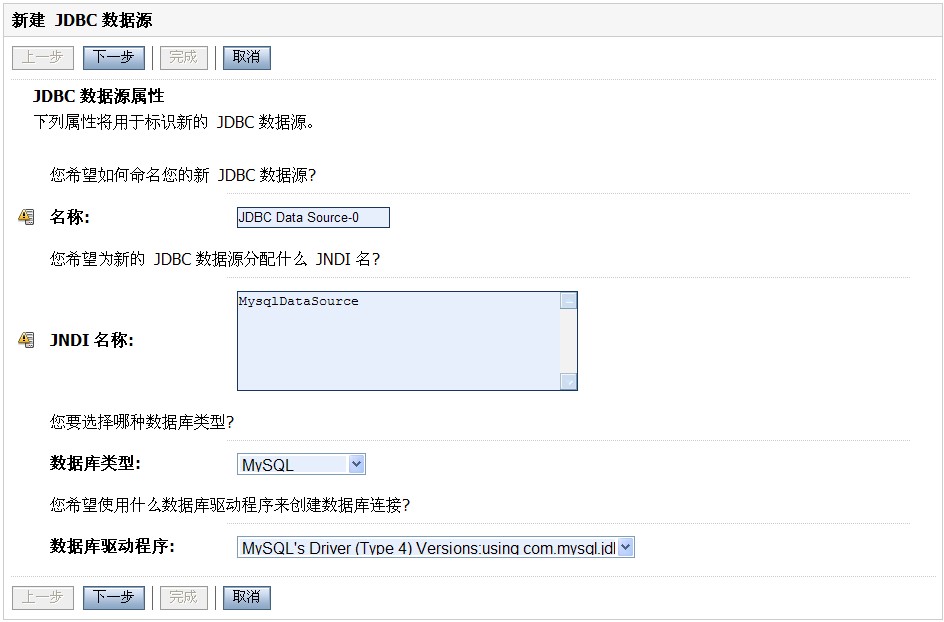 新建 JDBC 数据源
上一步 下一步 完成 取消
JDBC 数据源属性
下列属性将用于标识新的 JDBC 数据源。
您希望如何命名您的新 JDBC 数据源?
名称: JDBC Data Source-0
您希望为新的 JDBC 数据源分配什么 JNDI 名?
MysqlDataSource
JNDI 名称:
您要选择哪种数据库类型?
数据库类型: MySQL
您希望使用什么数据库驱动程序来创建数据库连接?
数据库驱动程序: MySQL's Driver (Type 4) Versions:using com.mysql.jd
上一步 下一步 完成 取消